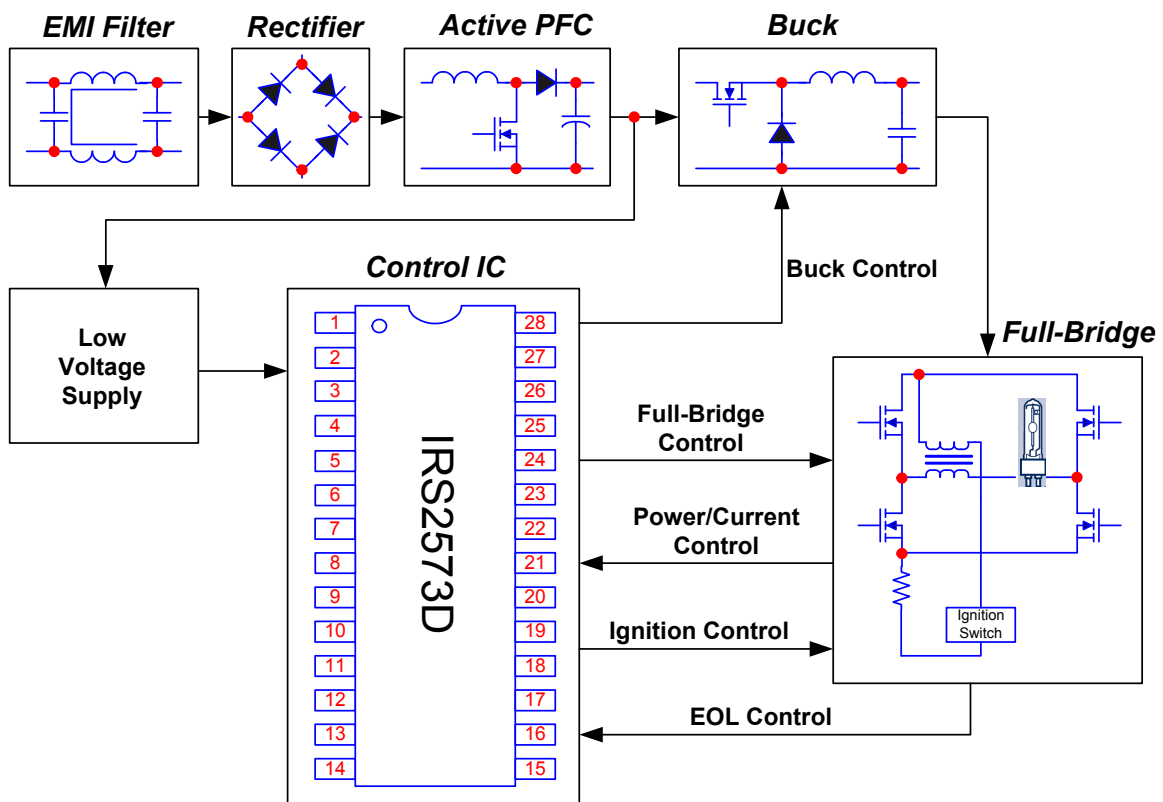 EMI Filter
Rectifier
Active PFC
Buck
Control IC
Buck Control
Low
Voltage
Supply
Full-Bridge
1
2
3
4
5
6
7
8
9
10
11
12
13
14
IRS2573D
28
27
26
25
24
23
22
21
20
19
18
17
16
15
Full-Bridge
Control
Power/Current
Control
Ignition Control
EOL Control
Ignition
Switch